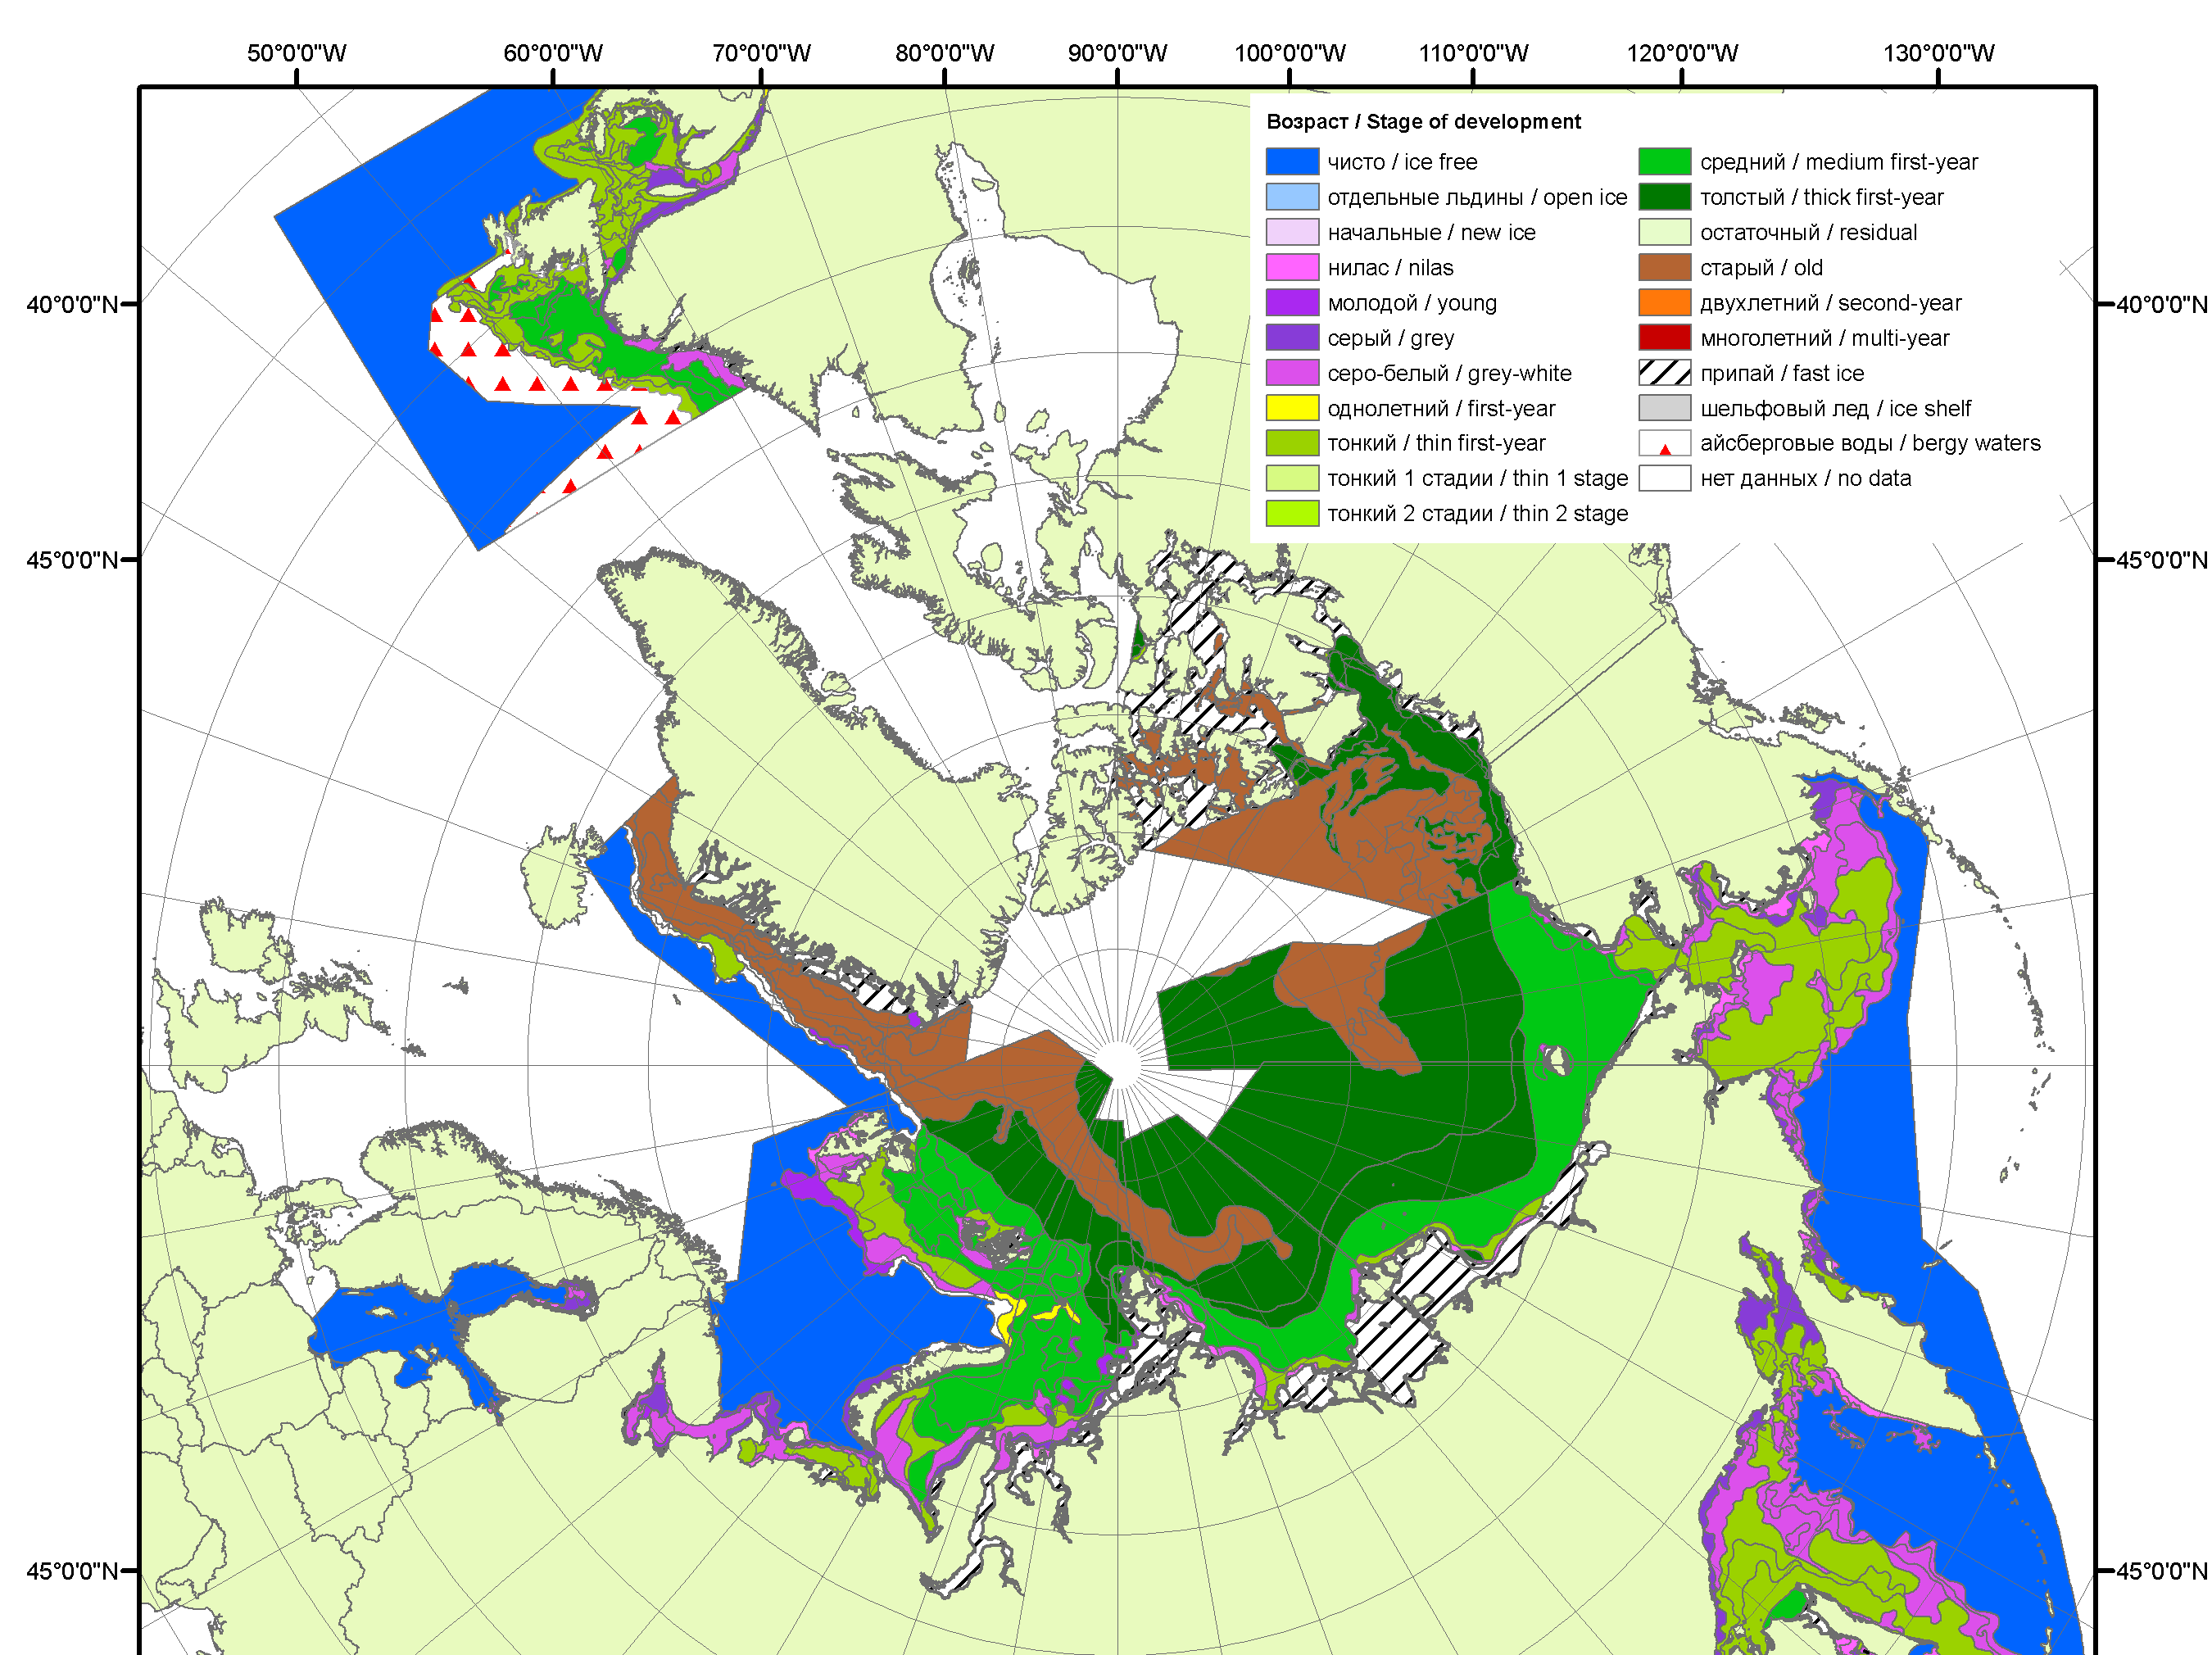 50°0'0"W 60°0'0"W 70°0'0"W 80°0'0"W 90°0'0"W 100°0'0"W 110°0'0"W 120°0'0"W 130°0'0"W
Возраст / Stage of development
чисто / ice free
отдельные льдины / open ice
начальные / new ice
нилас / nilas
молодой / young
серый / grey
серо-белый / grey-white
однолетний / first-year
тонкий / thin first-year
тонкий 1 стадии / thin 1 stage
тонкий 2 стадии / thin 2 stage
средний / medium first-year
толстый / thick first-year
остаточный / residual
старый / old
двухлетний / second-year
многолетний / multi-year
припай / fast ice
шельфовый лед / ice shelf
айсберговые воды / bergy waters
нет данных / no data
40°0'0"N 40°0'0"N
45°0'0"N 45°0'0"N
45°0'0"N 45°0'0"N